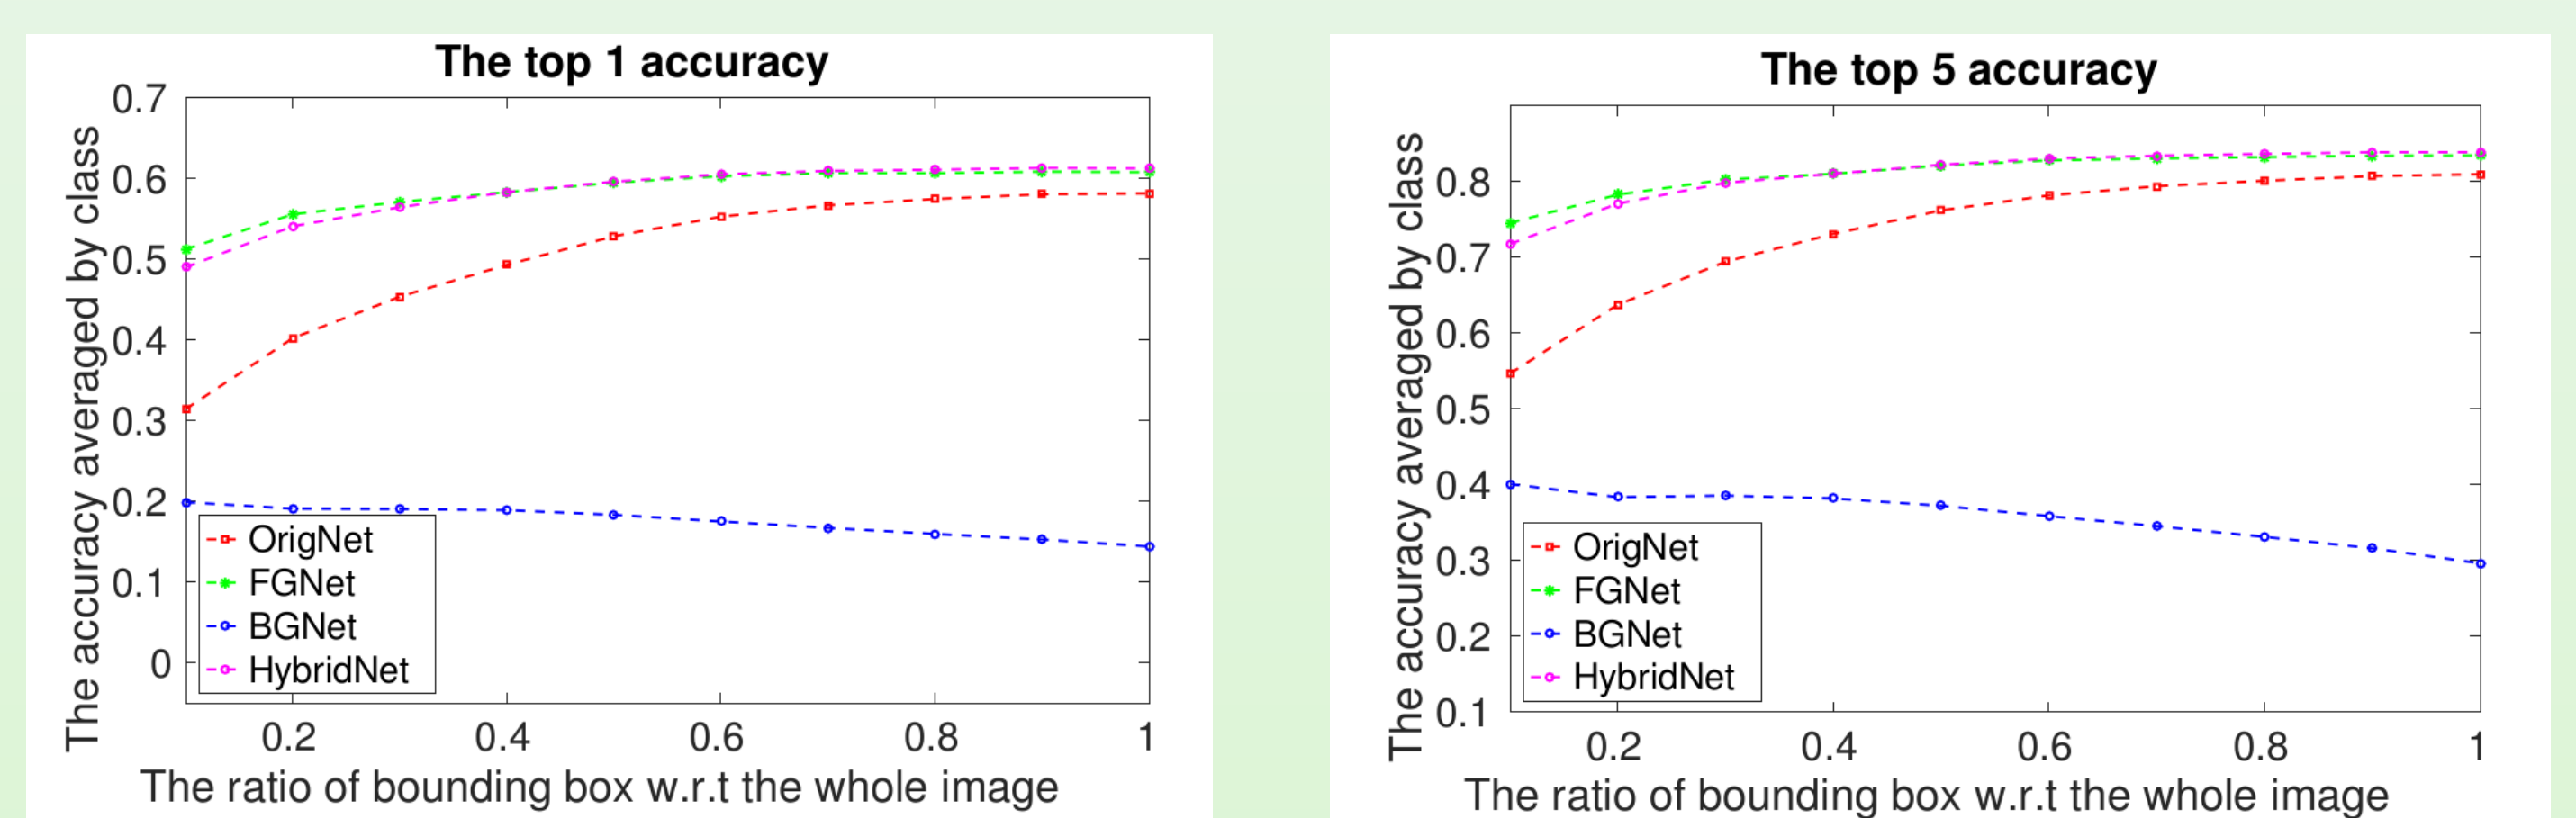 The top 1 accuracy
The accuracy averaged by class
0.7
0.6
0.5
0.4
0.3
0.2
0.1
0
OrigNet
FGNet
BGNet
HybridNet
0.2 0.4 0.6 0.8 1
The ratio of bounding box w.r.t the whole image
The top 5 accuracy
The accuracy averaged by class
0.8
0.7
0.6
0.5
0.4
0.3
0.2
0.1
OrigNet
FGNet
BGNet
HybridNet
0.2 0.4 0.6 0.8 1
The ratio of bounding box w.r.t the whole image